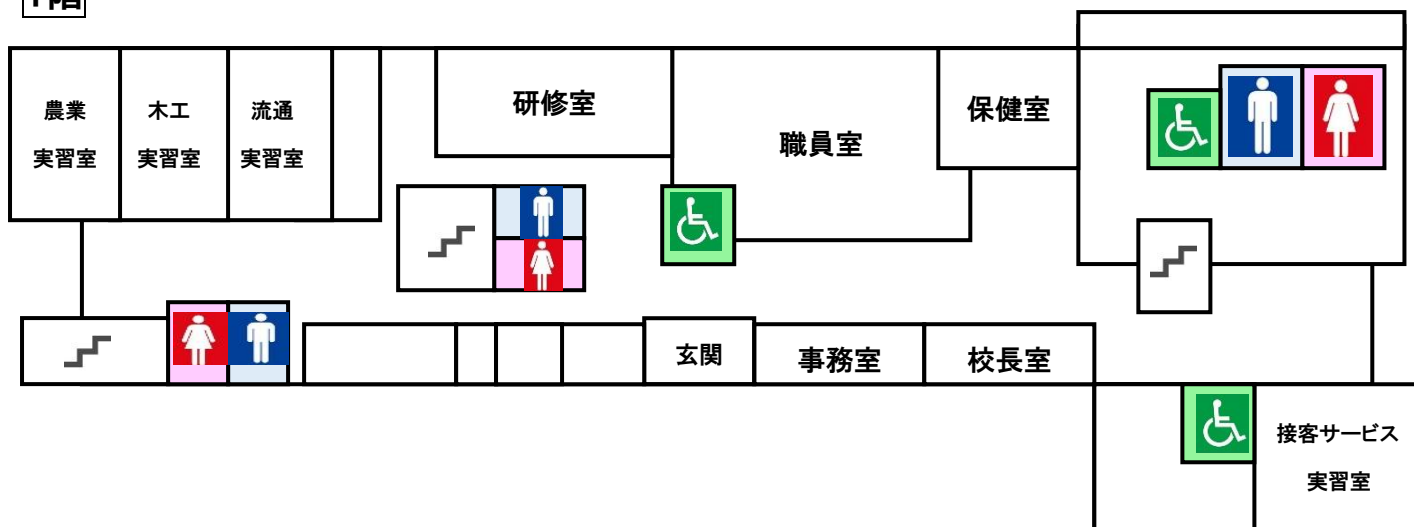 1階
農業
実習室
木工
実習室
流通
実習室
研修室
職員室
保健室
玄関
事務室
校長室
接客サービス
実習室